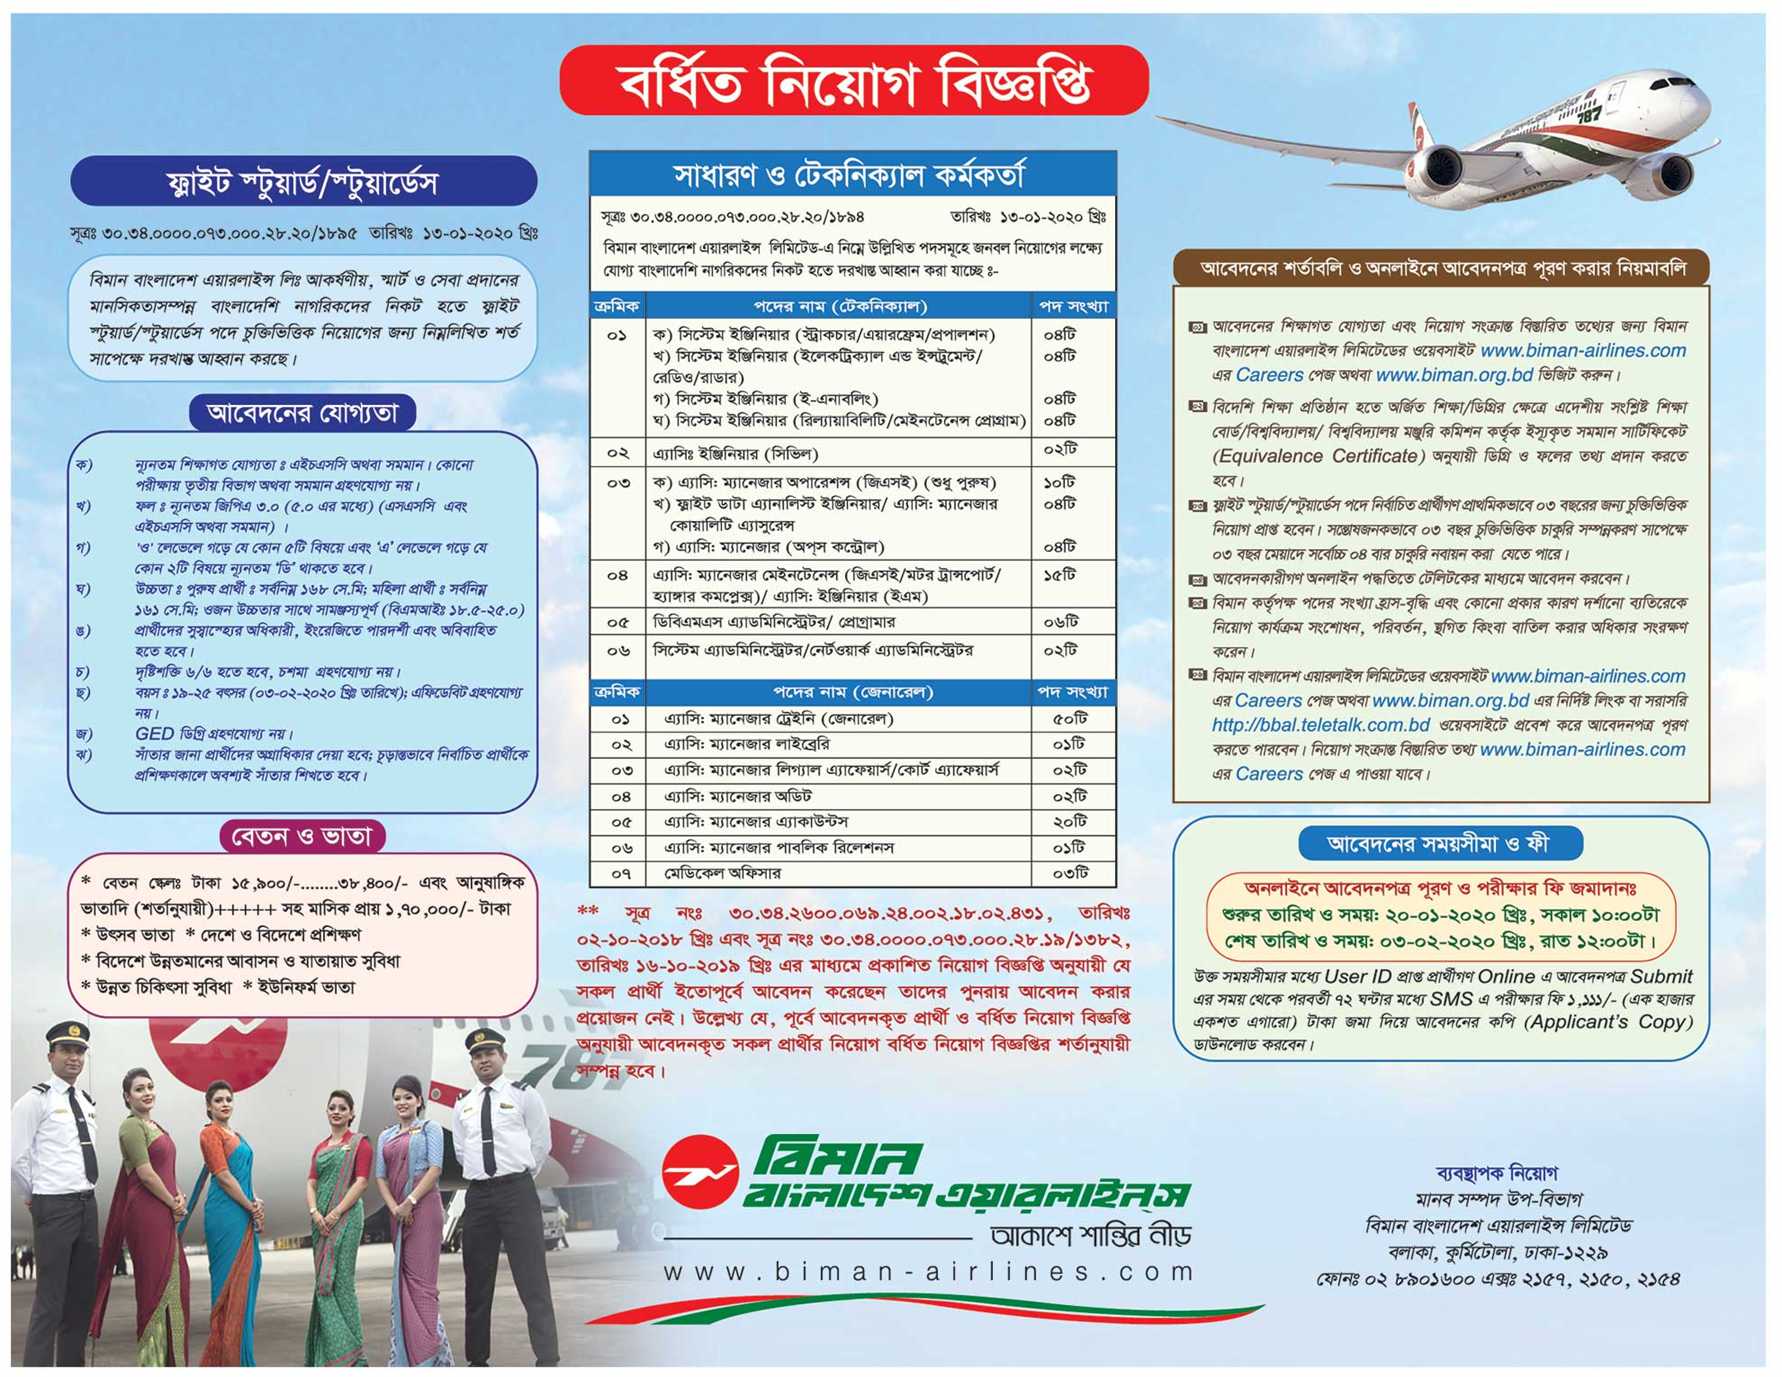 বর্ধিত নিয়োগ বিজ্ঞপ্তি
787
ফ্লাইট স্টুয়ার্ড/স্টুয়ার্ডেস
সূত্রঃ ৩০.৩৪.০০০০.০৭৩.০০০.২৮.২০/১৮৯৫ তারিখঃ ১৩-০১-২০২০ খ্রিঃ
বিমান বাংলাদেশ এয়ারলাইন্স লিঃ আকর্ষণীয়, স্মার্ট ও সেবা প্রদানের
মানসিকতাসম্পন্ন বাংলাদেশি নাগরিকদের নিকট হতে ফ্লাইট
স্টুয়ার্ড/স্টুয়ার্ডেস পদে চুক্তিভিত্তিক নিয়োগের জন্য নিম্নলিখিত শর্ত
সাপেক্ষে দরখাস্ত আহ্বান করছে।
আবেদনের যোগ্যতা
ক) ন্যূনতম শিক্ষাগত যোগ্যতা ঃ এইচএসসি অথবা সমমান। কোনো
পরীক্ষায় তৃতীয় বিভাগ অথবা সমমান গ্রহণযোগ্য নয়।
খ) ফল ঃ ন্যূনতম জিপিএ ৩.০ (৫.০ এর মধ্যে) (এসএসসি এবং
এইচএসসি অথবা সমমান) ।
গ) ‘ও’ লেভেলে গড়ে যে কোন ৫টি বিষয়ে এবং ‘এ’ লেভেলে গড়ে যে
কোন ২টি বিষয়ে ন্যূনতম ‘ডি’ থাকতে হবে।
ঘ) উচ্চতা : পুরুষ প্রার্থী : সর্বনিম্ন ১৬৮ সে.মি; মহিলা প্রার্থী : সর্বনিম্ন
১৬১ সে.মি; ওজন উচ্চতার সাথে সামঞ্জস্যপূর্ণ (বিএমআইঃ ১৮.৫-২৫.০)
ঙ) প্রার্থীদের সুস্বাস্হ্যের অধিকারী, ইংরেজিতে পারদর্শী এবং অবিবাহিত
হতে হবে।
চ) দৃষ্টিশক্তি ৬/৬ হতে হবে, চশমা গ্রহণযোগ্য নয়।
ছ) বয়স ঃ ১৯-২৫ বৎসর (০৩-০২-২০২০ খ্রিঃ তারিখে); এফিডেবিট গ্রহণযোগ্য
নয়।
জ) GED ডিগ্রি গ্রহণযোগ্য নয়।
ঝ) সাঁতার জানা প্রার্থীদের অগ্রাধিকার দেয়া হবে; চূড়ান্তভাবে নির্বাচিত প্রার্থীকে
প্রশিক্ষণকালে অবশ্যই সাঁতার শিখতে হবে।
বেতন ও ভাতা
* বেতন স্কেলঃ টাকা ১৫,৯০০/-........৩৮,৪০০/- এবং আনুষাঙ্গিক
ভাতাদি (শর্তানুযায়ী)+++++ সহ মাসিক প্রায় ১,৭০,০০০/- টাকা
* উৎসব ভাতা * দেশে ও বিদেশে প্রশিক্ষণ
* বিদেশে উন্নতমানের আবাসন ও যাতায়াত সুবিধা
* উন্নত চিকিৎসা সুবিধা * ইউনিফর্ম ভাতা
787
সাধারণ ও টেকনিক্যাল কর্মকর্তা
সূত্রঃ ৩০.৩৪.০০০০.০৭৩.০০০.২৮.২০/১৮৯৪ তারিখঃ ১৩-০১-২০২০ খ্রিঃ
বিমান বাংলাদেশ এয়ারলাইন্স লিমিটেড-এ নিম্নে উল্লিখিত পদসমূহে জনবল নিয়োগের লক্ষ্যে
যোগ্য বাংলাদেশি নাগরিকদের নিকট হতে দরখাস্ত আহ্বান করা যাচ্ছে ঃ-
ক্রমিক পদের নাম (টেকনিক্যাল) পদ সংখ্যা
০১ ক) সিস্টেম ইঞ্জিনিয়ার (স্ট্রাকচার/এয়ারফ্রেম/প্রপালশন) ০৪টি
খ) সিস্টেম ইঞ্জিনিয়ার (ইলেকট্রিক্যাল এন্ড ইন্সট্রুমেন্ট/ ০৪টি
রেডিও/রাডার)
গ) সিস্টেম ইঞ্জিনিয়ার (ই-এনাবলিং) ০৪টি
ঘ) সিস্টেম ইঞ্জিনিয়ার (রিল্যায়াবিলিটি/মেইনটেনেন্স প্রোগ্রাম) ০৪টি
০২ এ্যাসিঃ ইঞ্জিনিয়ার (সিভিল) ০২টি
০৩ ক) এ্যাসি: ম্যানেজার অপারেশন্স (জিএসই) (শুধু পুরুষ) ১০টি
খ) ফ্লাইট ডাটা এ্যানালিস্ট ইঞ্জিনিয়ার/ এ্যাসি: ম্যানেজার ০৪টি
কোয়ালিটি এ্যাসুরেন্স
গ) এ্যাসি: ম্যানেজার (অপ্স কন্ট্রোল) ০৪টি
০৪ এ্যাসি: ম্যানেজার মেইনটেনেন্স (জিএসই/মটর ট্রান্সপোর্ট/ ১৫টি
হ্যাঙ্গার কমপ্লেক্স)/ এ্যাসি: ইঞ্জিনিয়ার (ইএম)
০৫ ডিবিএমএস এ্যাডমিনিস্ট্রেটর/ প্রোগ্রামার ০৬টি
০৬ সিস্টেম এ্যাডমিনিস্ট্রেটর/নের্টওয়ার্ক এ্যাডমিনিস্ট্রেটর ০২টি
ক্রমিক পদের নাম (জেনারেল) পদ সংখ্যা
০১ এ্যাসি: ম্যানেজার ট্রেইনি (জেনারেল) ৫০টি
০২ এ্যাসি: ম্যানেজার লাইব্রেরি ০১টি
০৩ এ্যাসি: ম্যানেজার লিগ্যাল এ্যাফেয়ার্স/কোর্ট এ্যাফেয়ার্স ০২টি
০৪ এ্যাসি: ম্যানেজার অডিট ০২টি
০৫ এ্যাসি: ম্যানেজার এ্যাকাউন্টস ২০টি
০৬ এ্যাসি: ম্যানেজার পাবলিক রিলেশনস ০১টি
০৭ মেডিকেল অফিসার ০৩টি
** সূত্র নংঃ ৩০.৩৪.২৬০০.০৬৯.২৪.০০২.১৮.০২.৪৩১, তারিখঃ
০২-১০-২০১৮ খ্রিঃ এবং সূত্র নংঃ ৩০.৩৪.০০০০.০৭৩.০০০.২৮.১৯/১৩৮২,
তারিখঃ ১৬-১০-২০১৯ খ্রিঃ এর মাধ্যমে প্রকাশিত নিয়োগ বিজ্ঞপ্তি অনুযায়ী যে
সকল প্রার্থী ইতোপূর্বে আবেদন করেছেন তাদের পুনরায় আবেদন করার
প্রয়োজন নেই। উল্লেখ্য যে, পূর্বে আবেদনকৃত প্রার্থী ও বর্ধিত নিয়োগ বিজ্ঞপ্তি
অনুযায়ী আবেদনকৃত সকল প্রার্থীর নিয়োগ বর্ধিত নিয়োগ বিজ্ঞপ্তির শর্তানুযায়ী
সম্পন্ন হবে।
আবেদনের শর্তাবলি ও অনলাইনে আবেদনপত্র পূরণ করার নিয়মাবলি
আবেদনের শিক্ষাগত যোগ্যতা এবং নিয়োগ সংক্রান্ত বিস্তারিত তথ্যের জন্য বিমান
বাংলাদেশ এয়ারলাইন্স লিমিটেডের ওয়েবসাইট www.biman-airlines.com
এর Careers পেজ অথবা www.biman.org.bd ভিজিট করুন।
বিদেশি শিক্ষা প্রতিষ্ঠান হতে অর্জিত শিক্ষা/ডিগ্রির ক্ষেত্রে এদেশীয় সংশ্লিষ্ট শিক্ষা
বোর্ড/বিশ্ববিদ্যালয়/ বিশ্ববিদ্যালয় মঞ্জুরি কমিশন কর্তৃক ইস্যুকৃত সমমান সার্টিফিকেট
(Equivalence Certificate) অনুযায়ী ডিগ্রি ও ফলের তথ্য প্রদান করতে
হবে।
ফ্লাইট স্টুয়ার্ড/স্টুয়ার্ডেস পদে নির্বাচিত প্রার্থীগণ প্রাথমিকভাবে ০৩ বছরের জন্য চুক্তিভিত্তিক
নিয়োগ প্রাপ্ত হবেন। সন্তোষজনকভাবে ০৩ বছর চুক্তিভিত্তিক চাকুরি সম্পন্নকরণ সাপেক্ষে
০৩ বছর মেয়াদে সর্বোচ্চ ০৪ বার চাকুরি নবায়ন করা যেতে পারে।
আবেদনকারীগণ অনলাইন পদ্ধতিতে টেলিটকের মাধ্যমে আবেদন করবেন।
বিমান কর্তৃপক্ষ পদের সংখ্যা হ্রাস-বৃদ্ধি এবং কোনো প্রকার কারণ দর্শানো ব্যতিরেকে
নিয়োগ কার্যক্রম সংশোধন, পরিবর্তন, স্থগিত কিংবা বাতিল করার অধিকার সংরক্ষণ
করেন।
বিমান বাংলাদেশ এয়ারলাইন্স লিমিটেডের ওয়েবসাইট www.biman-airlines.com
এর Careers পেজ অথবা www.biman.org.bd এর নির্দিষ্ট লিংক বা সরাসরি
http://bbal.teletalk.com.bd ওয়েবসাইটে প্রবেশ করে আবেদনপত্র পূরণ
করতে পারবেন। নিয়োগ সংক্রান্ত বিস্তারিত তথ্য www.biman-airlines.com
এর Careers পেজ এ পাওয়া যাবে।
আবেদনের সময়সীমা ও ফী
অনলাইনে আবেদনপত্র পূরণ ও পরীক্ষার ফি জমাদানঃ
শুরুর তারিখ ও সময়: ২০-০১-২০২০ খ্রিঃ, সকাল ১০:০০টা
শেষ তারিখ ও সময়: ০৩-০২-২০২০ খ্রিঃ, রাত ১২:০০টা।
উক্ত সময়সীমার মধ্যে User ID প্রাপ্ত প্রার্থীগণ Online এ আবেদনপত্র Submit
এর সময় থেকে পরবর্তী ৭২ ঘন্টার মধ্যে SMS এ পরীক্ষার ফি ১,১১১/- (এক হাজার
একশত এগারো) টাকা জমা দিয়ে আবেদনের কপি (Applicant's Copy)
ডাউনলোড করবেন।
বিমান
বাংলাদেশ এয়ারলাইন্স
আকাশে শান্তির নীড়
www.biman-airlines.com
ব্যবস্থাপক নিয়োগ
মানব সম্পদ উপ-বিভাগ
বিমান বাংলাদেশ এয়ারলাইন্স লিমিটেড
বলাকা, কুর্মিটোলা, ঢাকা-১২২৯
ফোনঃ ০২ ৮৯০১৬০০ এক্সঃ ২১৫৭, ২১৫০, ২১৫৪